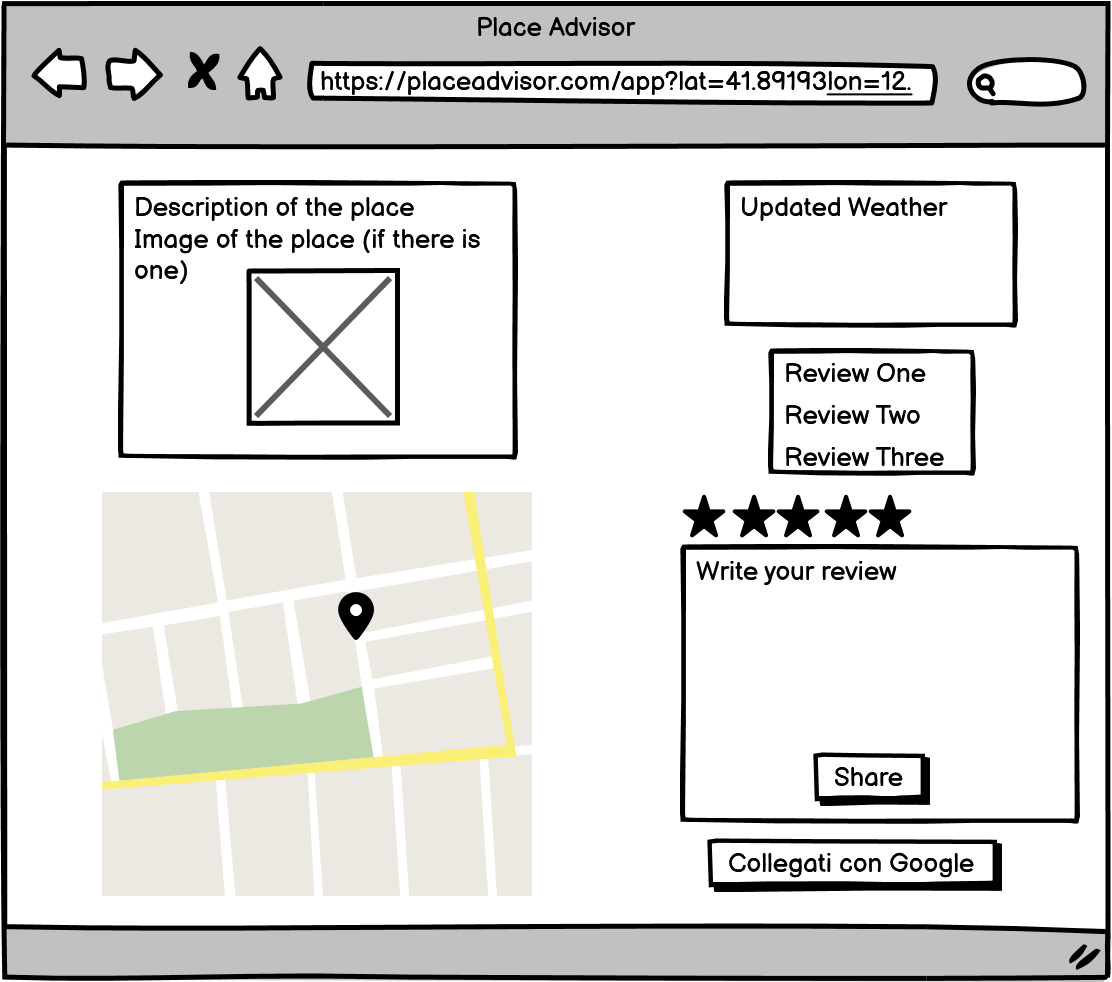 Place Advisor
https://placeadvisor.com/app?lat=41.89193lon=12.
Description of the place
Image of the place (if there is
one)
Updated Weather
Review One
Review Two
Review Three
Write your review
Share
Collegati con Google